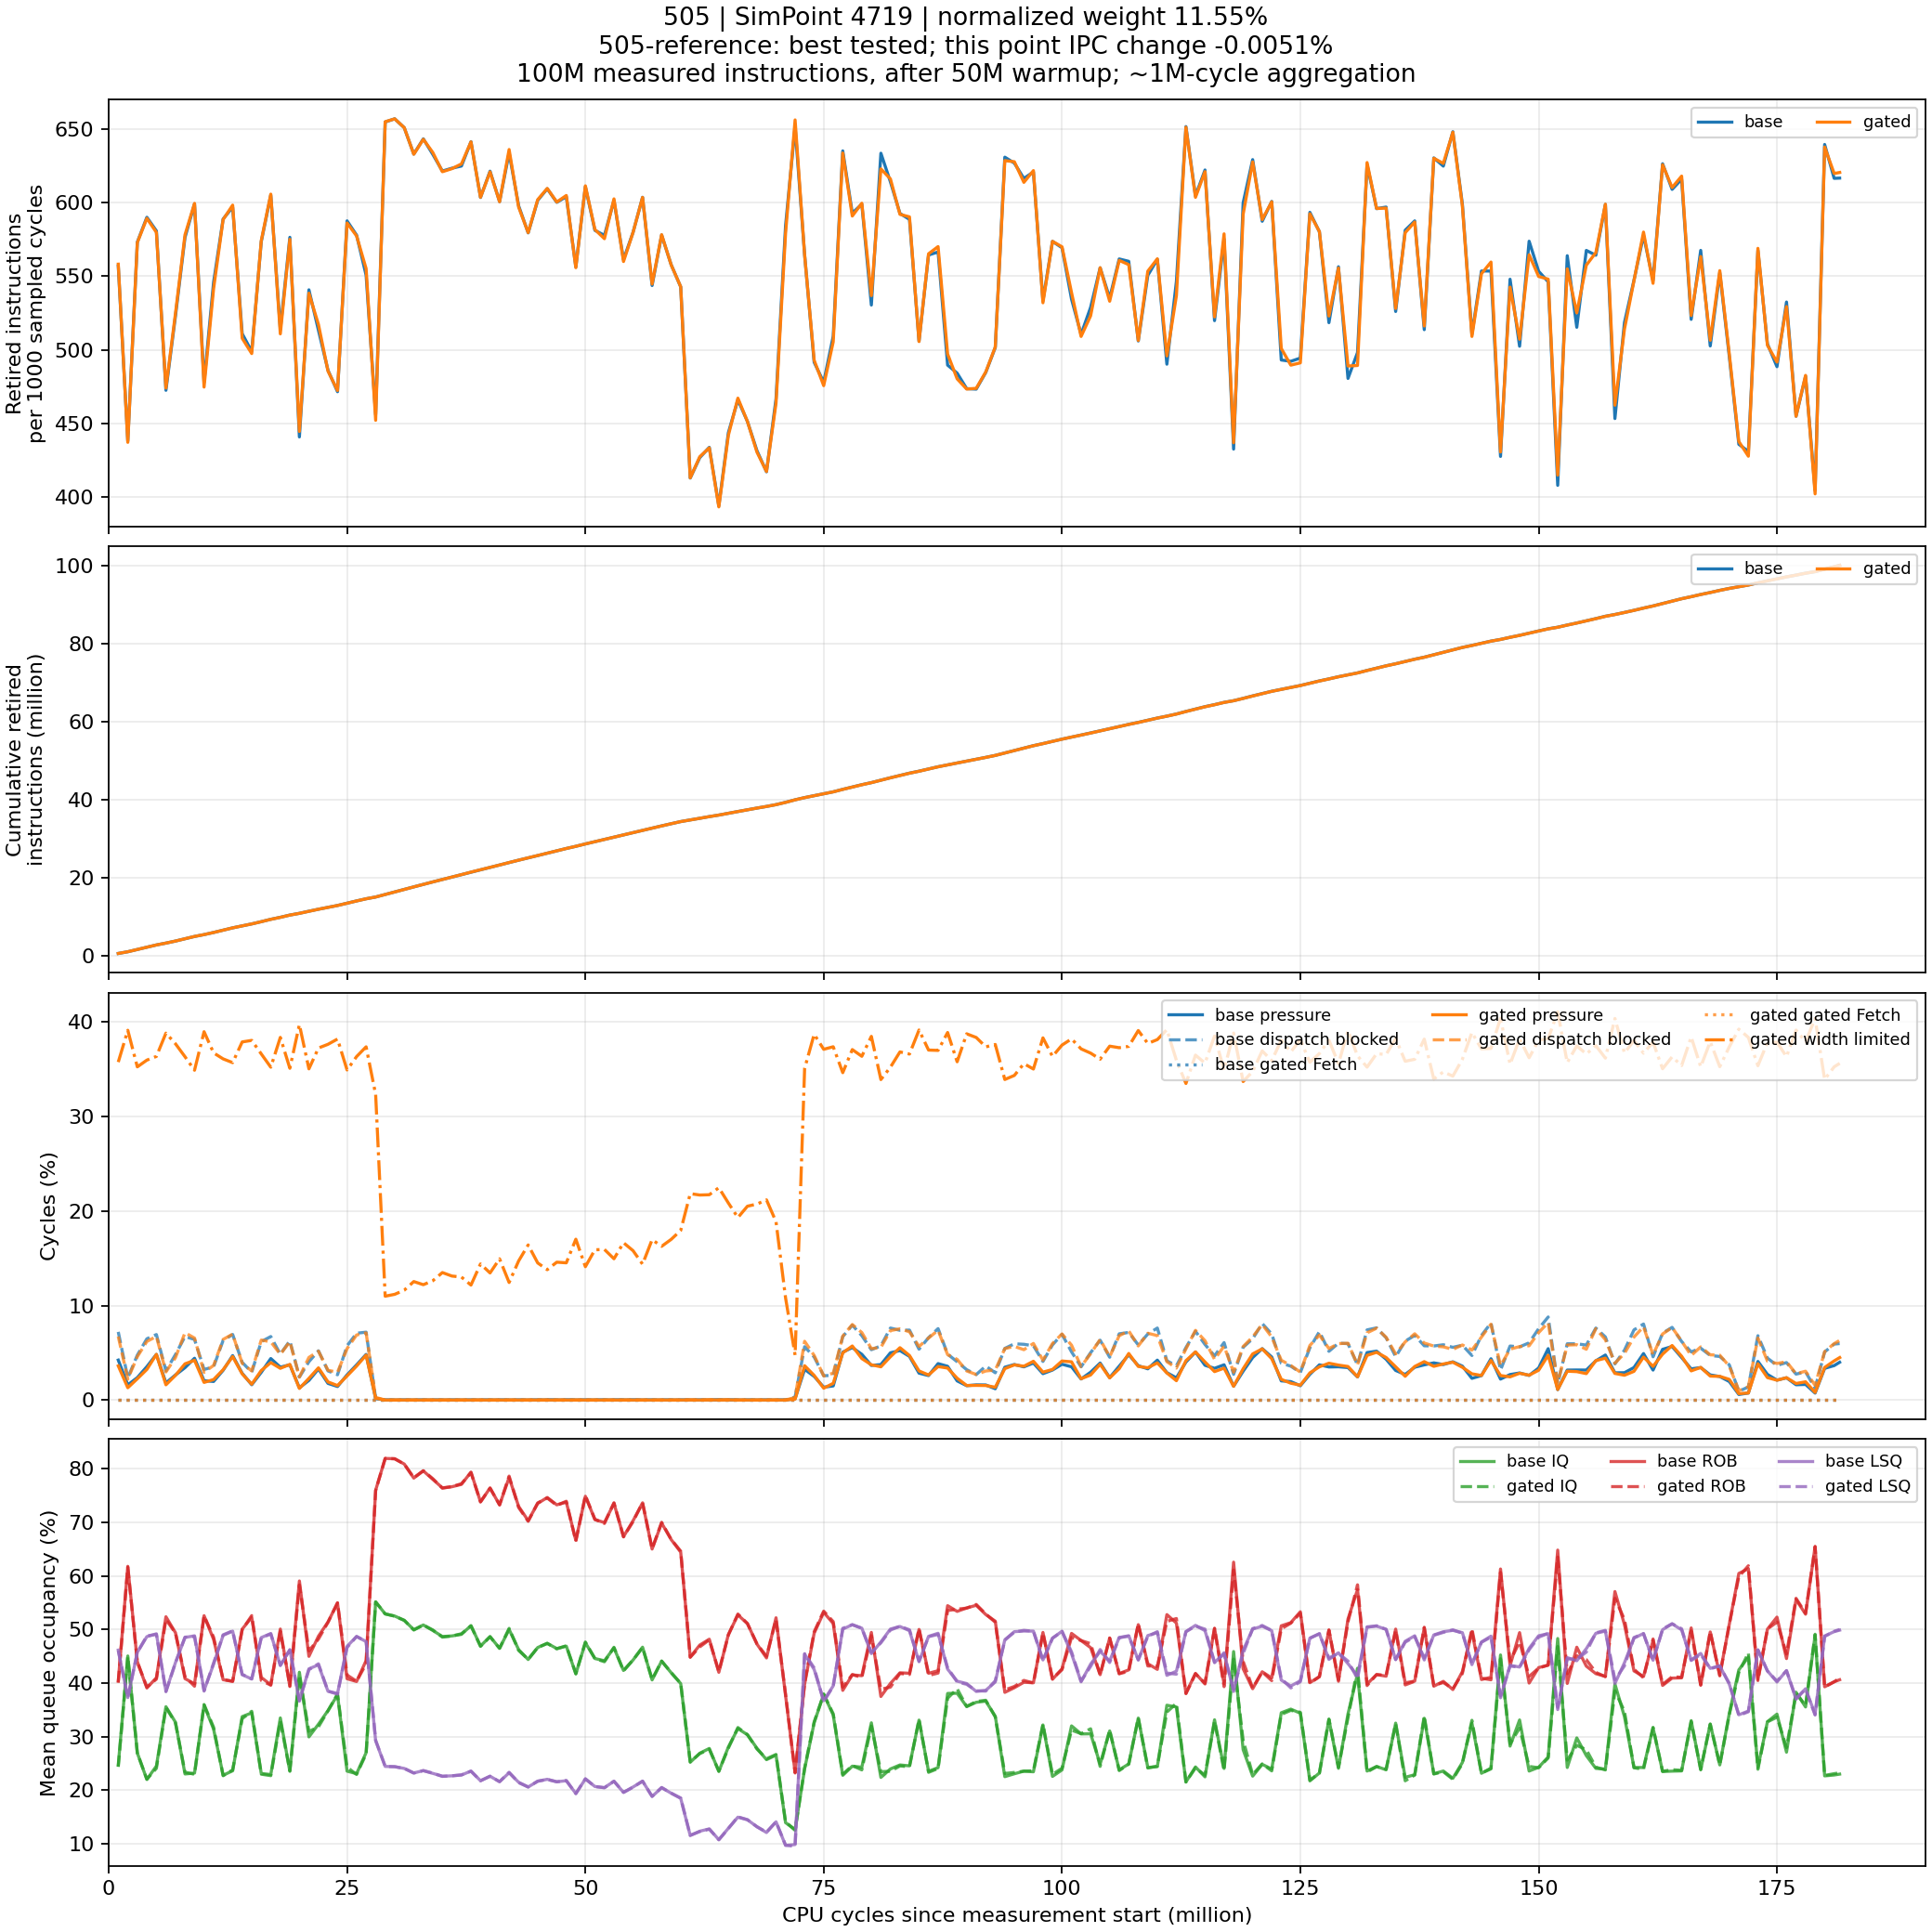 505 | SimPoint 4719 | normalized weight 11.55%
505-reference: best tested; this point IPC change -0.0051%
100M measured instructions, after 50M warmup; ~1M-cycle aggregation
Retired instructions
per 1000 sampled cycles
650
600
550
500
450
400
base
gated
Cumulative retired
instructions (million)
100
80
60
40
20
0
base
gated
Cycles (%)
40
30
20
10
0
base pressure
base dispatch blocked
base gated Fetch
gated pressure
gated dispatch blocked
gated gated Fetch
gated width limited
Mean queue occupancy (%)
80
70
60
50
40
30
20
10
base IQ
gated IQ
base ROB
gated ROB
base LSQ
gated LSQ
0
25
50
75
100
125
150
175
CPU cycles since measurement start (million)